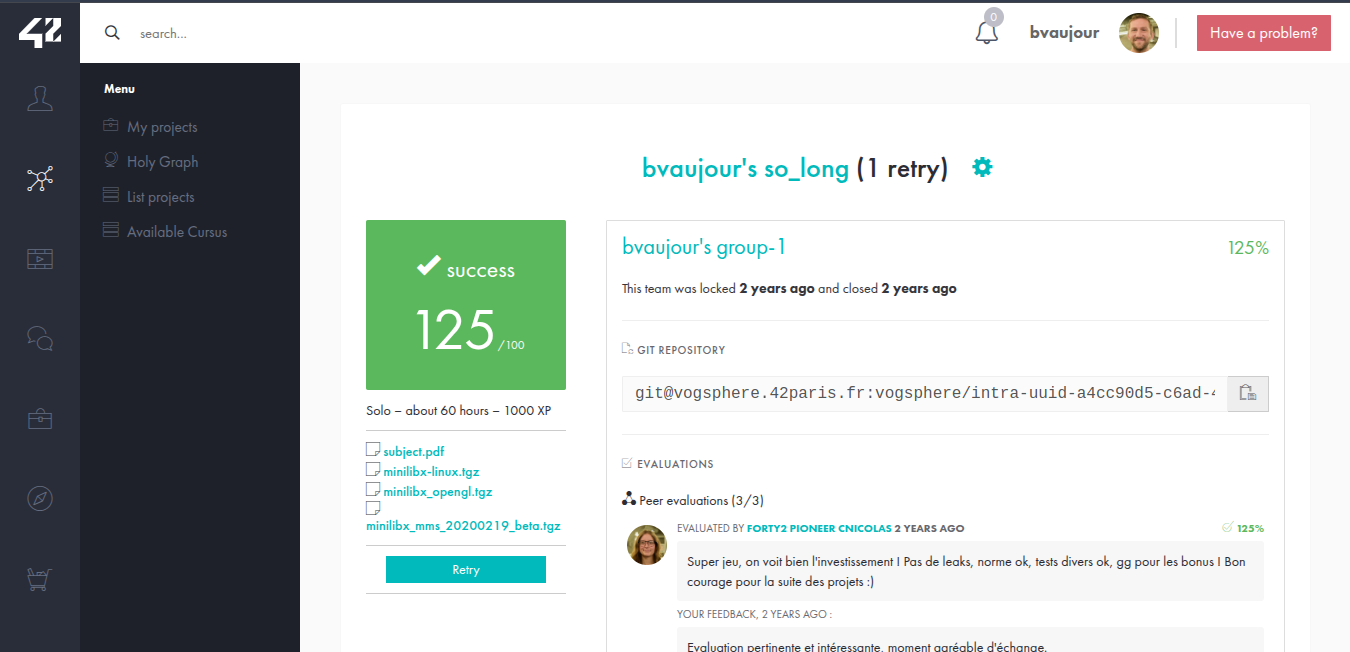 42
search...
0
bvaujour
Have a problem?
Menu
My projects
Holy Graph
List projects
Available Cursus
bvaujour's so_long (1 retry)
success
125 /100
Solo – about 60 hours – 1000 XP
subject.pdf
minilibx-linux.tgz
minilibx_opengl.tgz
minilibx_mms_20200219_beta.tgz
Retry
bvaujour's group-1
125%
This team was locked 2 years ago and closed 2 years ago
GIT REPOSITORY
git@vogsphere.42paris.fr:vogsphere/intra-uuid-a4cc90d5-c6ad-4
EVALUATIONS
Peer evaluations (3/3)
EVALUATED BY FORTY2 PIONEER CNICOLAS 2 YEARS AGO
125%
Super jeu, on voit bien l'investissement ! Pas de leaks, norme ok, tests divers ok, gg pour les bonus ! Bon
courage pour la suite des projets :)
YOUR FEEDBACK, 2 YEARS AGO :
Evaluation pertinente et intéressante, moment agréable d'échange.